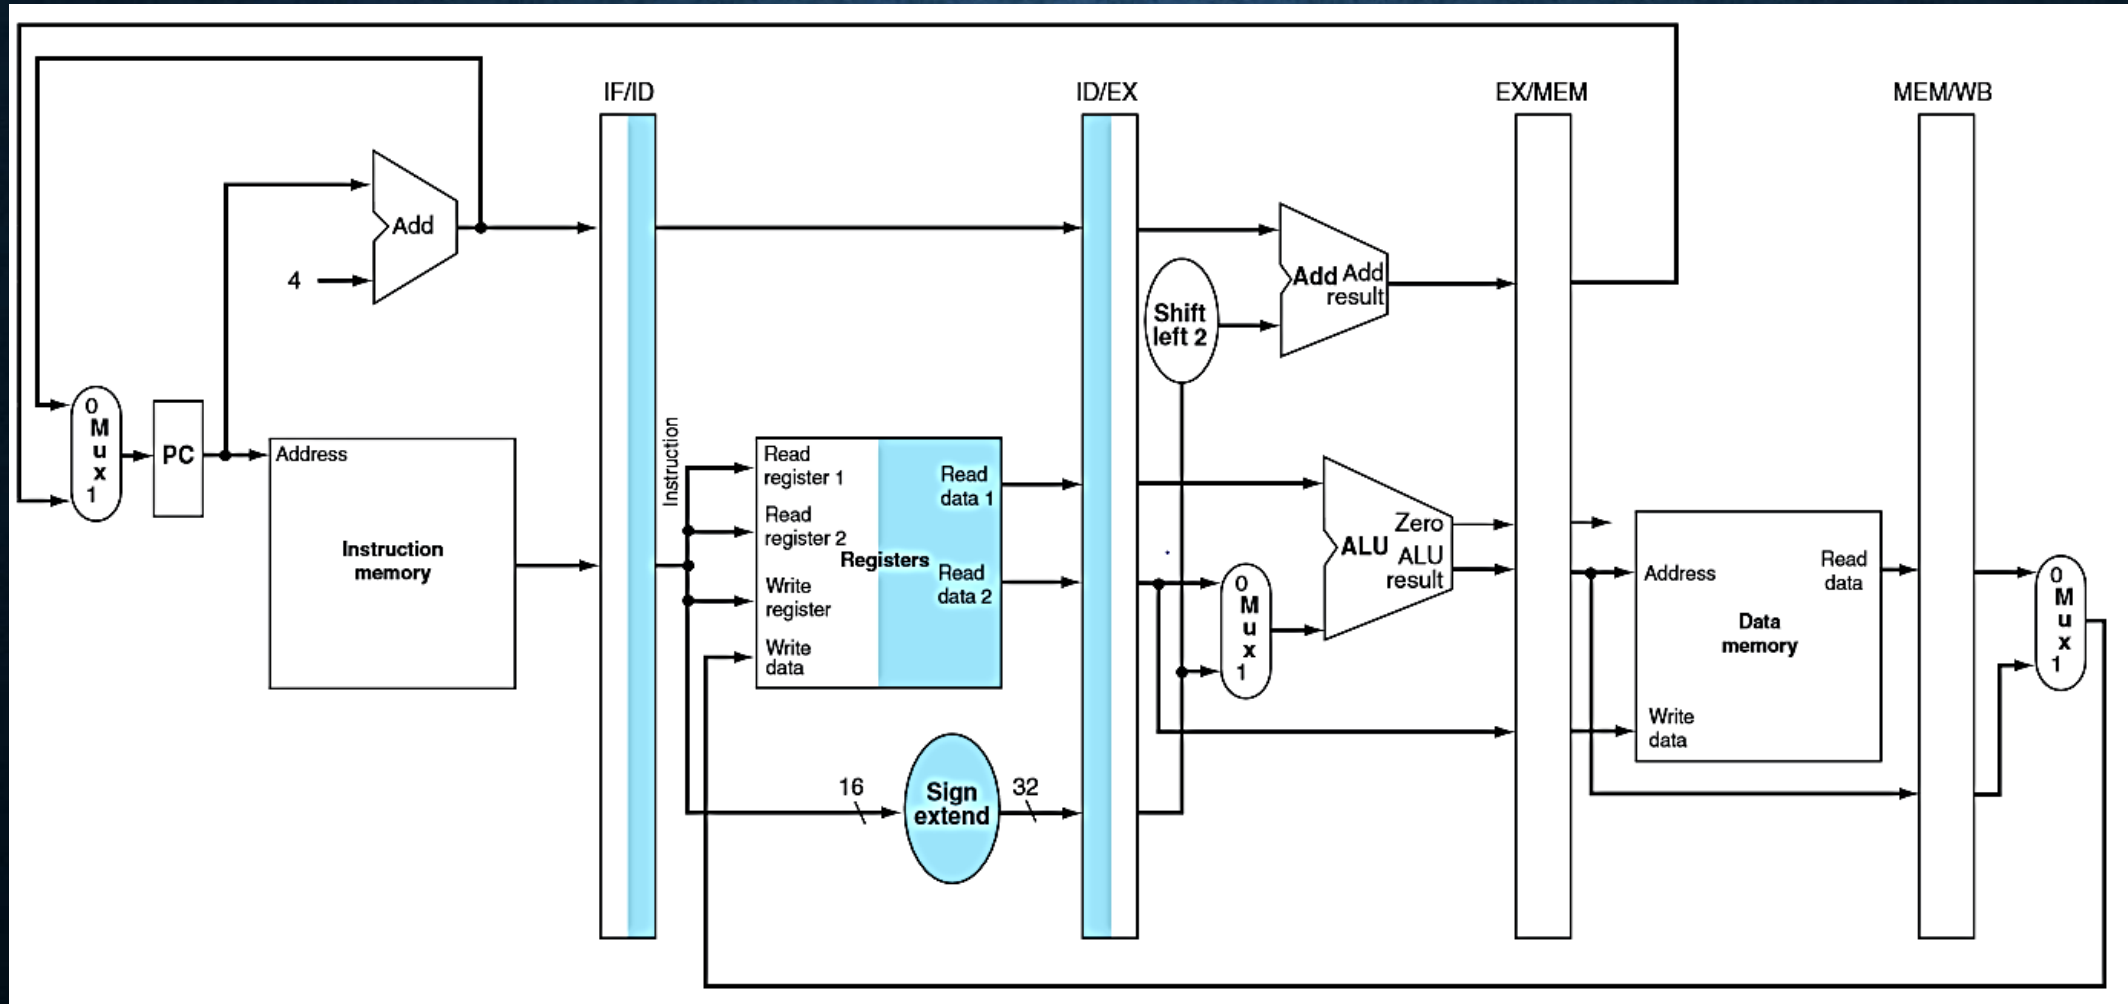 IF/ID
ID/EX
EX/MEM
MEM/WB
Add
4
Add Add
result
Shift
left 2
0
M
u
x
1
PC
Address
Instruction
memory
Instruction
Read
register 1
Read
register 2
Write
register
Write
data
Registers
Read
data 1
Read
data 2
16
Sign
extend
32
0
M
u
x
1
ALU
Zero
ALU
result
Address
Read
data
Data
memory
Write
data
0
M
u
x
1